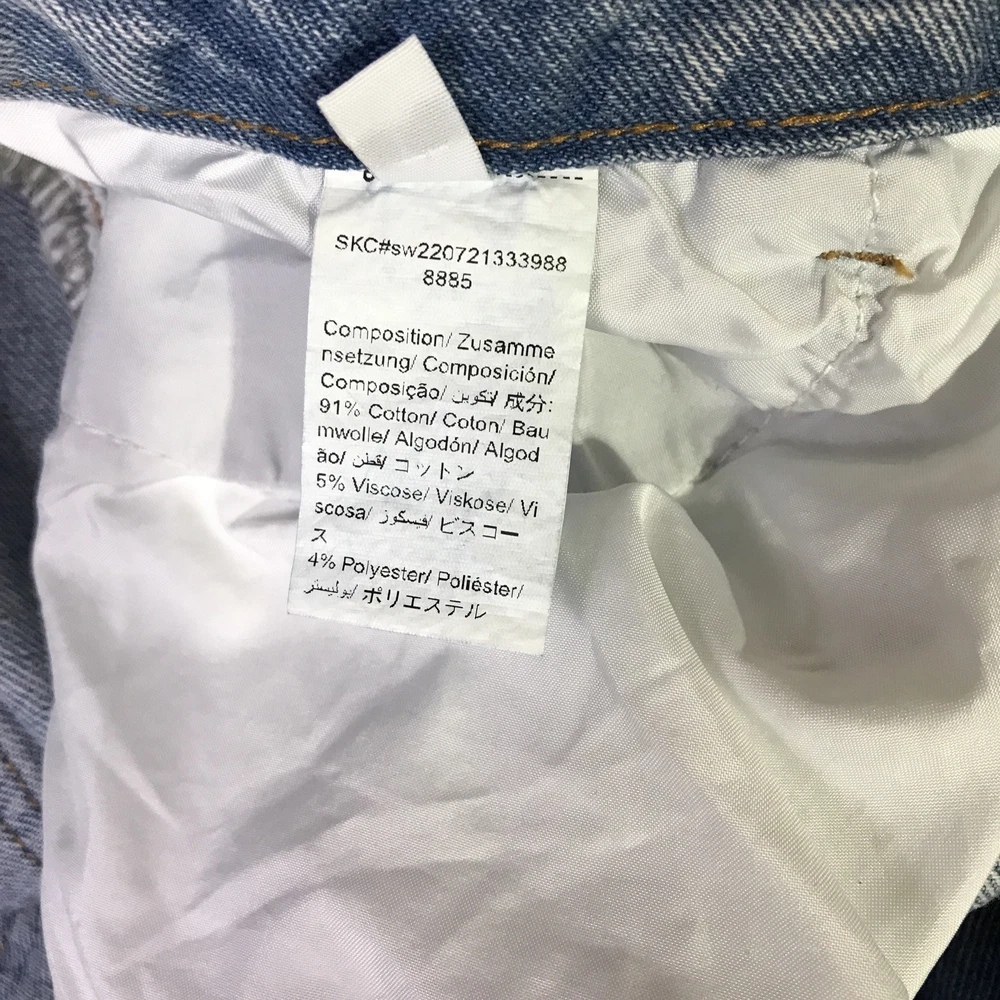 SKC#sw220721333988
8885
Composition/ Zusamme
nsetzung/ Composición/
Composição/ تكوين/ 成分:
91% Cotton/ Coton/ Bau
mwolle/ Algodón/ Algod
ão/ قطن/ コットン
5% Viscose/ Viskose/ Vi
scosa/ فيسكوز/ ビスコー
ス
4% Polyester/ Poliéster/
بوليستر/ ポリエステル